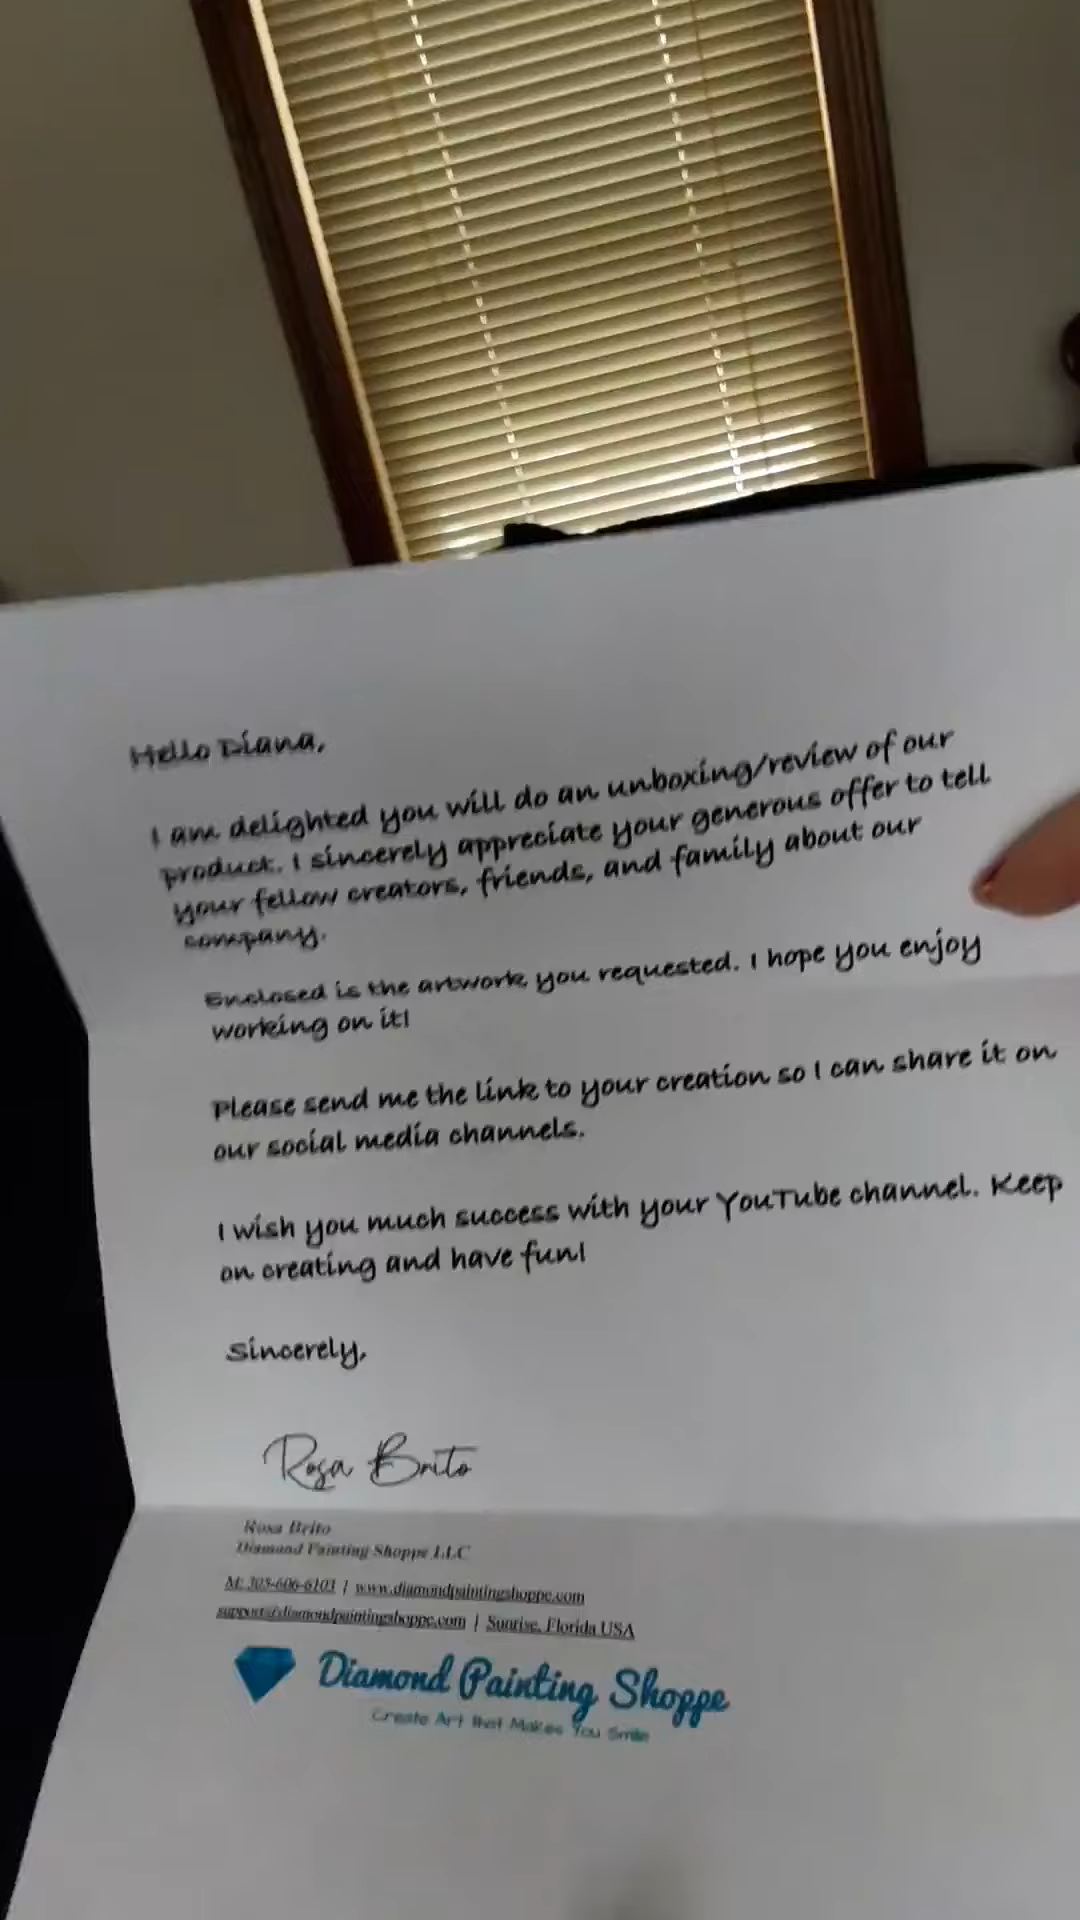 Hello Diana,
I am delighted you will do an unboxing/review of our
product. I sincerely appreciate your generous offer to tell
your fellow creators, friends, and family about our
company.
Enclosed is the artwork you requested. I hope you enjoy
working on it!
Please send me the link to your creation so I can share it on
our social media channels.
I wish you much success with your YouTube channel. Keep
on creating and have fun!
Sincerely,
Rosa Brito
Rosa Brito
Diamond Painting Shoppe LLC
M: 305-606-6103 | www.diamondpaintingshoppe.com
support@diamondpaintingshoppe.com | Sunrise, Florida USA
Diamond Painting Shoppe
Create Art that Makes You Smile